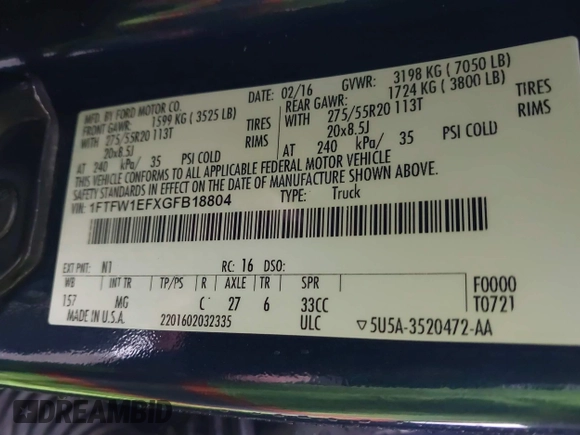 MFD. BY FORD MOTOR CO.
DATE: 02/16 GVWR: 3198 KG ( 7050 LB)
FRONT GAWR: 1599 KG ( 3525 LB) REAR GAWR: 1724 KG ( 3800 LB)
WITH 275/55R20 113T TIRES WITH 275/55R20 113T TIRES
20x8.5J RIMS 20x8.5J RIMS
AT 240 kPa/ 35 PSI COLD AT 240 kPa/ 35 PSI COLD
THIS VEHICLE CONFORMS TO ALL APPLICABLE FEDERAL MOTOR VEHICLE
SAFETY STANDARDS IN EFFECT ON THE DATE OF MANUFACTURE SHOWN ABOVE.
VIN: 1FTFW1EFXGFB18804 TYPE: Truck
EXT PNT: N1 RC: 16 DSO:
WB INT TR TP/PS R AXLE TR SPR F0000
157 MG C 27 6 33CC T0721
MADE IN U.S.A. 2201602032335 ULC ▽5U5A-3520472-AA
DREAMBID